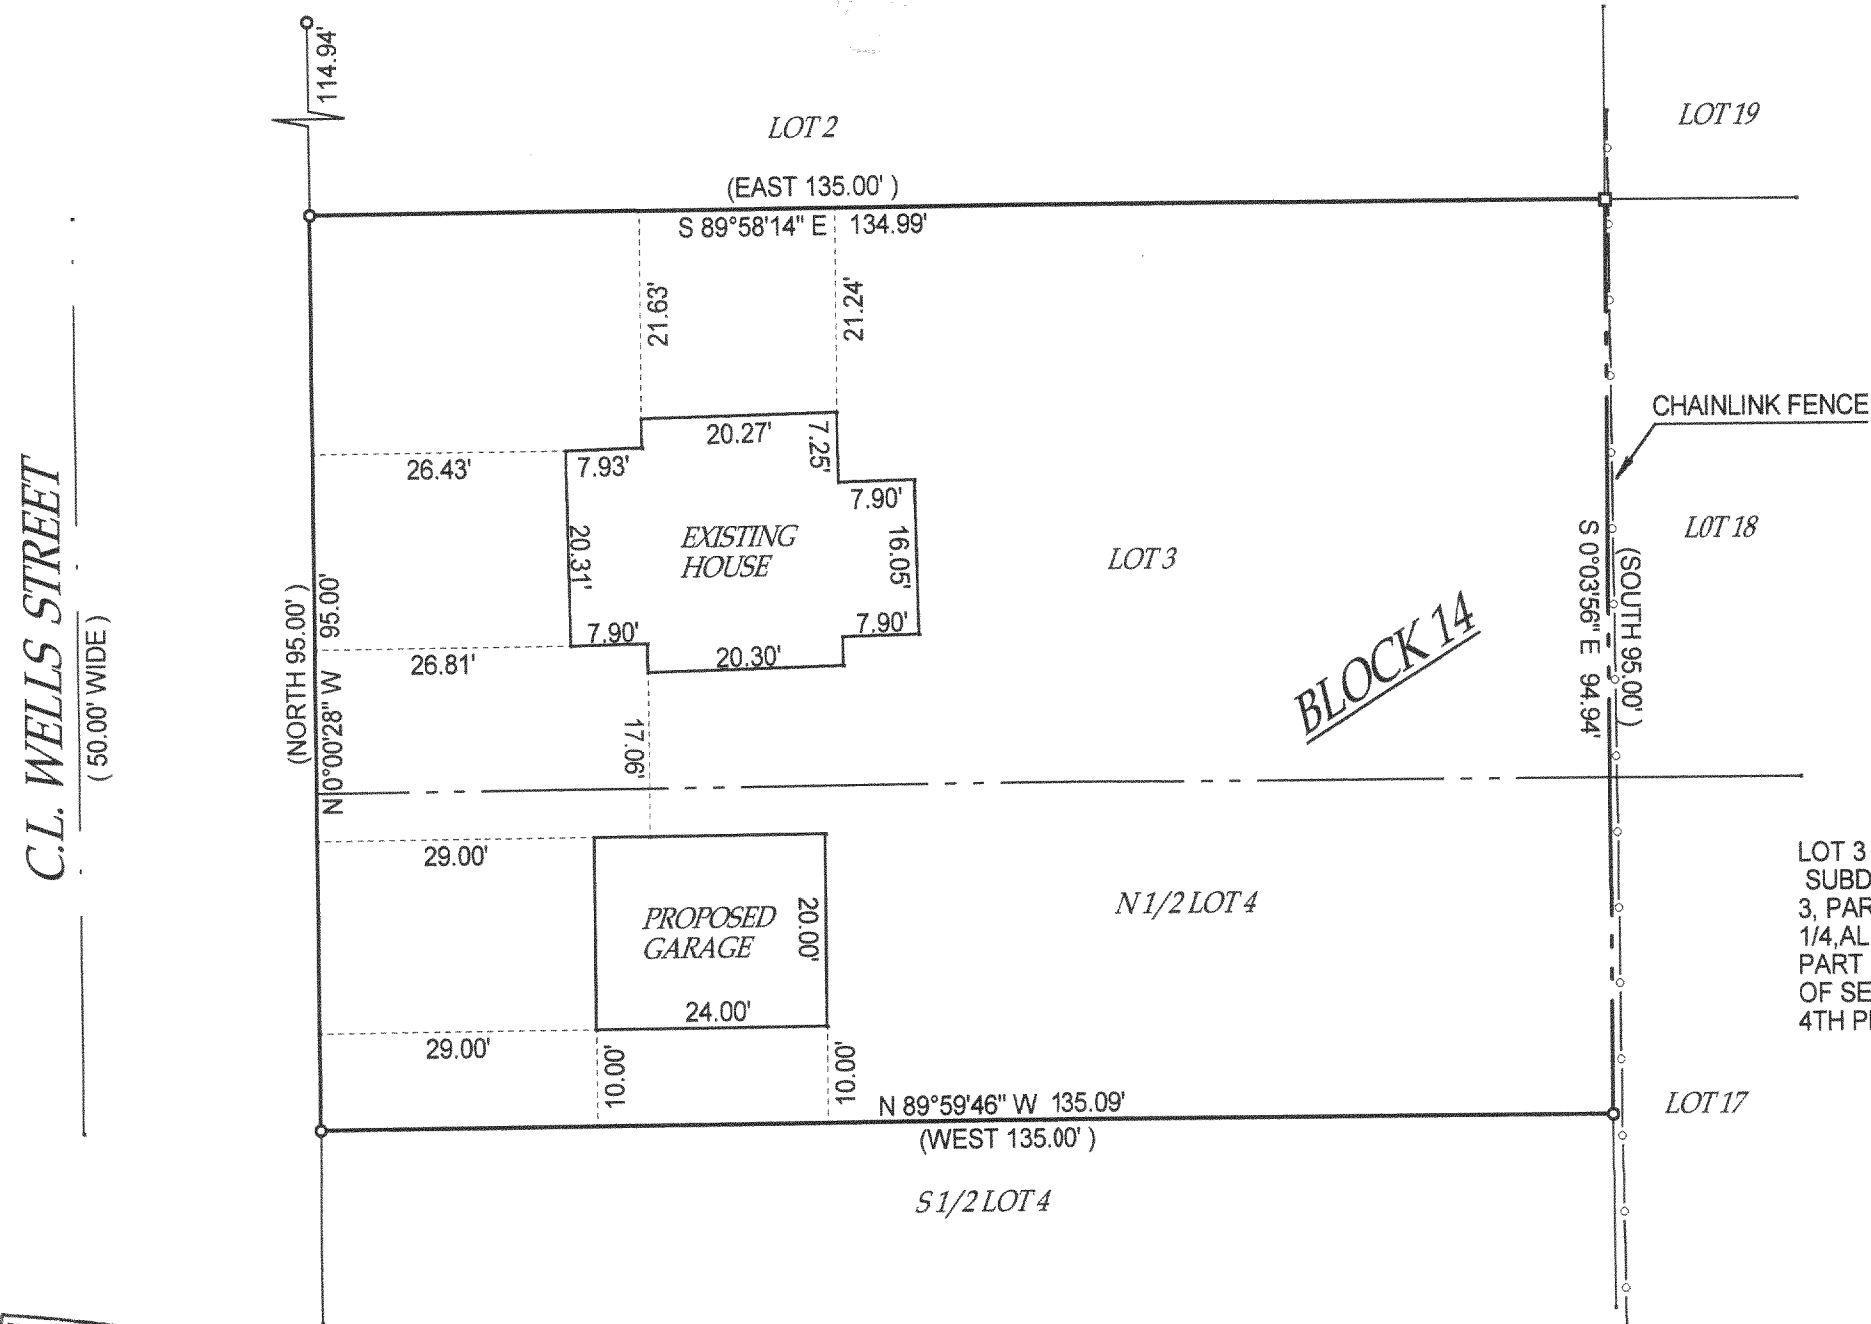 114.94'
LOT 2
LOT 19
(EAST 135.00' )
S 89°58'14" E 134.99'
21.63'
21.24'
CHAINLINK FENCE
20.27'
7.25'
26.43'
7.93'
7.90'
EXISTING
HOUSE
20.31'
16.05'
LOT 3
L0T 18
S 0°03'56" E 94.94'
(SOUTH 95.00' )
C.L. WELLS STREET
( 50.00' WIDE )
(NORTH 95.00' )
N 0°00'28" W 95.00'
7.90'
7.90'
26.81'
20.30'
BLOCK 14
17.06'
29.00'
LOT 3
SUBD
3, PAR
1/4,AL
PART
OF SE
4TH P
PROPOSED
GARAGE
20.00'
N 1/2 LOT 4
24.00'
29.00'
10.00'
10.00'
N 89°59'46" W 135.09'
(WEST 135.00' )
LOT 17
S 1/2 LOT 4